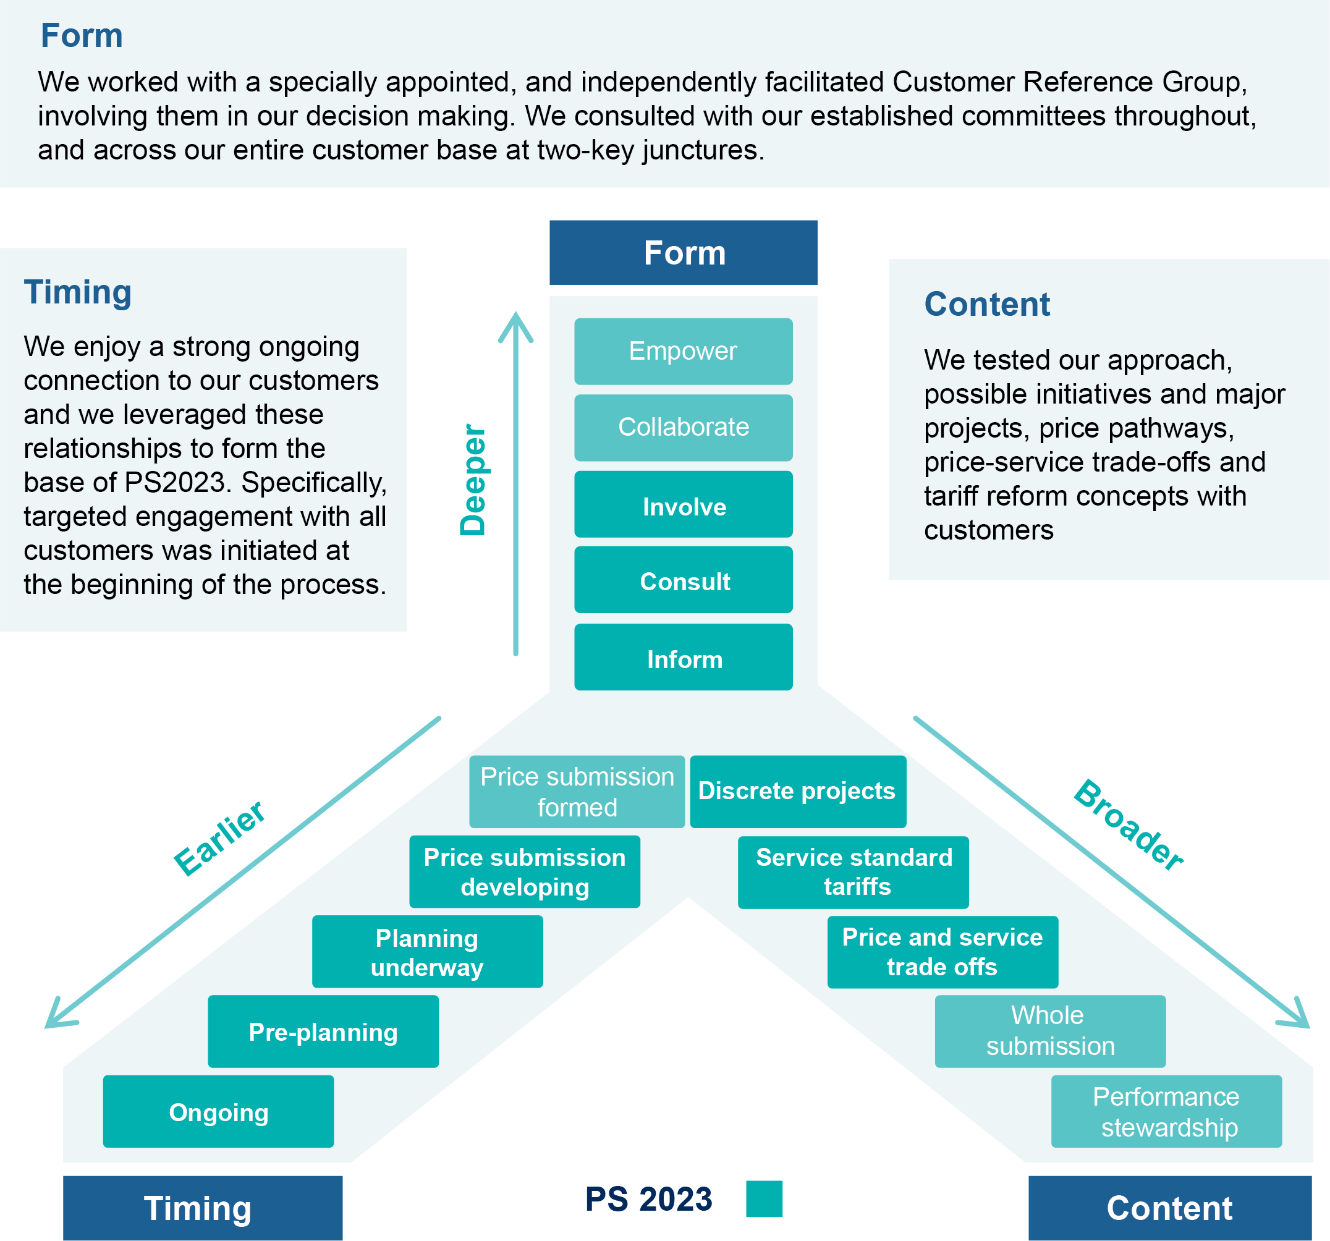 Form
We worked with a specially appointed, and independently facilitated Customer Reference Group,
involving them in our decision making. We consulted with our established committees throughout,
and across our entire customer base at two-key junctures.
Timing
We enjoy a strong ongoing
connection to our customers
and we leveraged these
relationships to form the
base of PS2023. Specifically,
targeted engagement with all
customers was initiated at
the beginning of the process.
Form
Deeper
Empower
Collaborate
Involve
Consult
Inform
Content
We tested our approach,
possible initiatives and major
projects, price pathways,
price-service trade-offs and
tariff reform concepts with
customers
Earlier
Price submission
formed
Price submission
developing
Planning
underway
Pre-planning
Ongoing
Timing
Broader
Discrete projects
Service standard
tariffs
Price and service
trade offs
Whole
submission
Performance
stewardship
Content
PS 2023